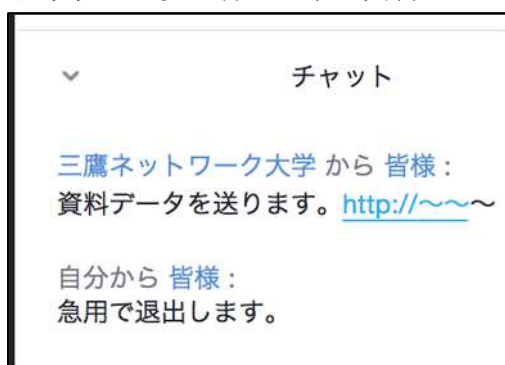 チャット
三鷹ネットワーク大学 から 皆様：
資料データを送ります。http://～～～
自分から 皆様：
急用で退出します。